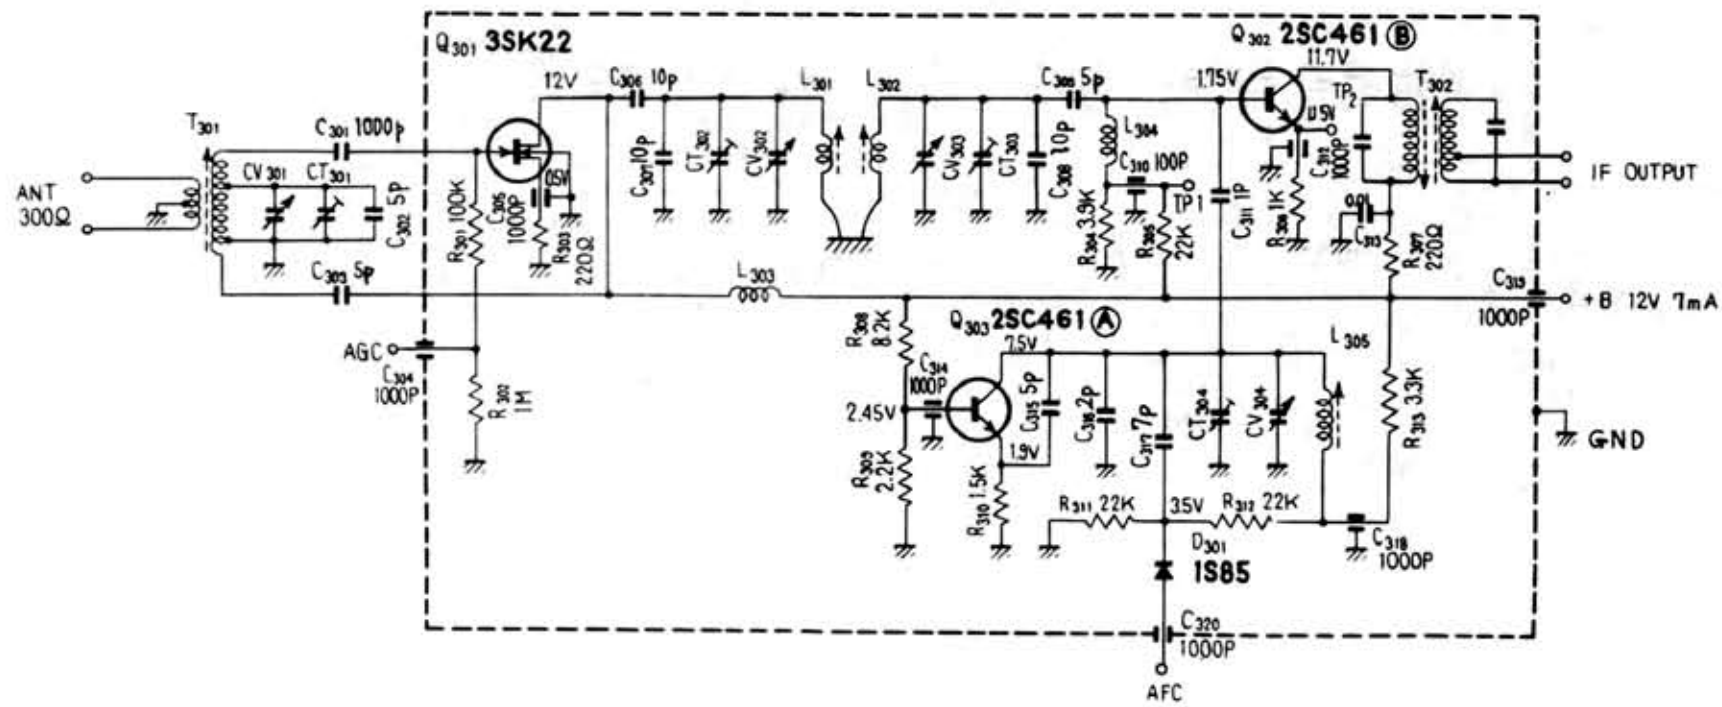 Q301 3SK22
Q302 2SC461 Ⓑ
12V
C306 10p
L301
L302
C305 5p
1.75V
11.7V
T302
TP2
T301
C301 1000p
CV301
CT301
5p
C302
ANT
300Ω
R301 100K
0.5V
C305
1000P
R303
220Ω
C307 10p
CT302
CV302
CV303
CT303
C308 10p
L304
C310 100P
TP1
R304 3.9K
R305
22K
C311 1P
C312
1000P
R306 1K
0.01
C313
R307
220Ω
IF OUTPUT
C303 5p
L303
C319
1000P
+B 12V 7mA
AGC
C304
1000P
R302
1M
R308
8.2K
Q303 2SC461 Ⓐ
7.5V
L305
C314
1000P
2.45V
C315 5p
C316 2p
C317 7p
CT304
CV304
R313 3.3K
GND
R309
2.2K
1.9V
R310 1.5K
R311 22K
3.5V
R312 22K
C318
1000P
D301
1S85
C320
1000P
AFC